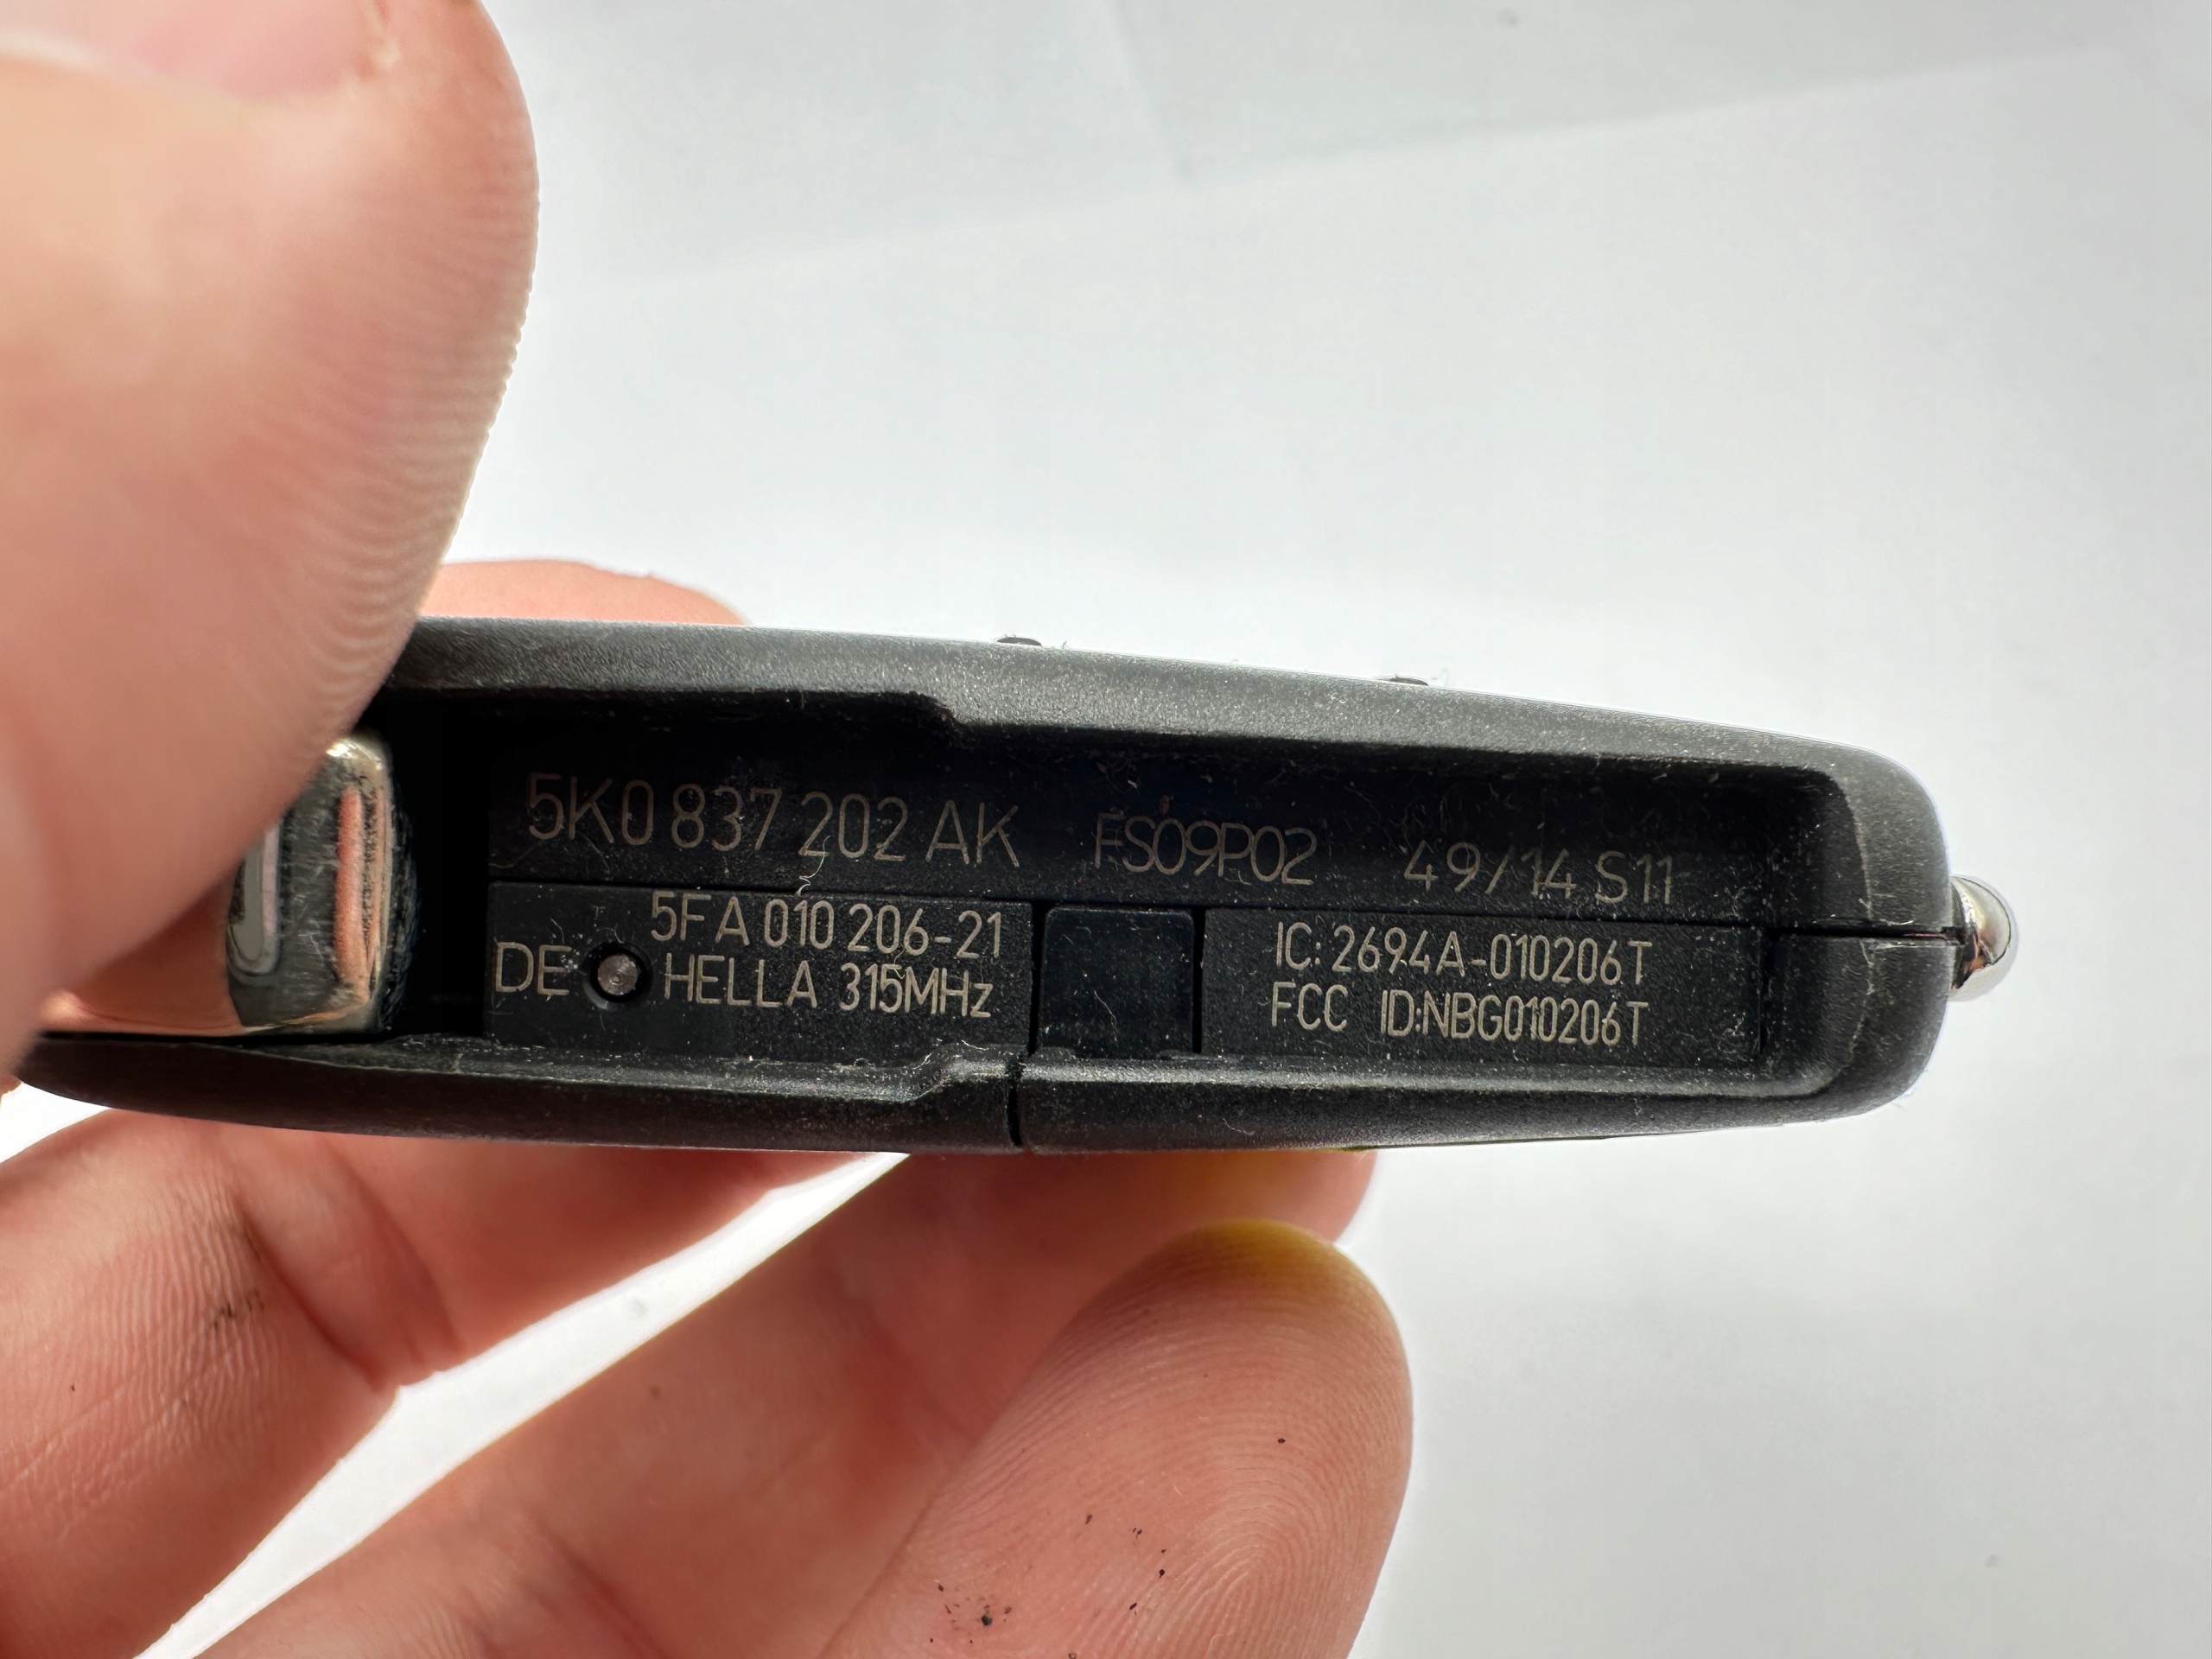 5K0 837 202 AK FS09P02 49/14 S11
5FA 010 206-21
DE HELLA 315MHz
IC: 2694A-010206T
FCC ID:NBG010206T